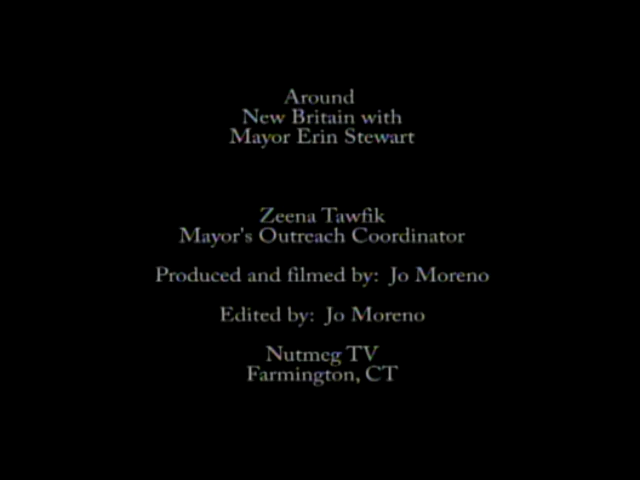 Around
New Britain with
Mayor Erin Stewart
Zeena Tawfik
Mayor's Outreach Coordinator
Produced and filmed by:  Jo Moreno
Edited by:  Jo Moreno
Nutmeg TV
Farmington, CT